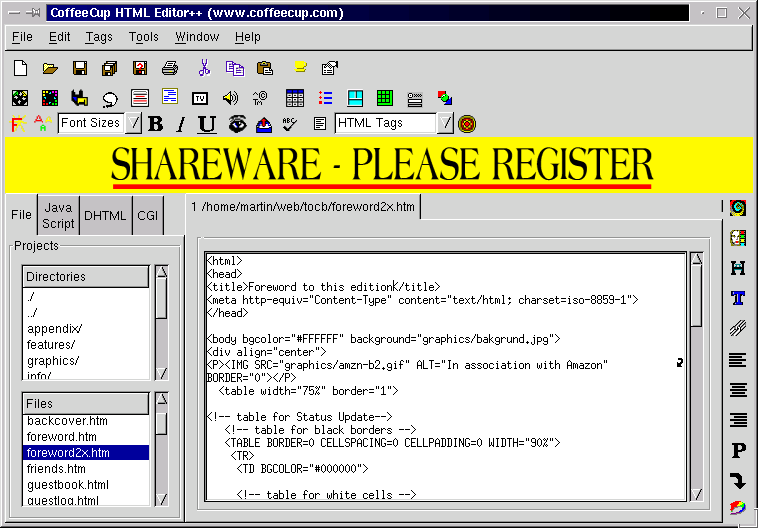 CoffeeCup HTML Editor++ (www.coffeecup.com)
File Edit Tags Tools Window Help
Font Sizes B I U HTML Tags
SHAREWARE - PLEASE REGISTER
File Java Script DHTML CGI
1 /home/martin/web/tocb/foreword2x.htm
Projects
Directories
./
../
appendix/
features/
graphics/
info/
Files
backcover.htm
foreword.htm
foreword2x.htm
friends.htm
guestbook.html
guestlog.html
<html>
<head>
<title>Foreword to this edition</title>
<meta http-equiv="Content-Type" content="text/html; charset=iso-8859-1">
</head>
<body bgcolor="#FFFFFF" background="graphics/bakgrund.jpg">
<div align="center">
<P><IMG SRC="graphics/amzn-b2.gif" ALT="In association with Amazon"
BORDER="0"></P>
<table width="75%" border="1">
<!-- table for Status Update-->
<!-- table for black borders -->
<TABLE BORDER=0 CELLSPACING=0 CELLPADDING=0 WIDTH="90%">
<TR>
<TD BGCOLOR="#000000">
<!-- table for white cells -->
H
T
P